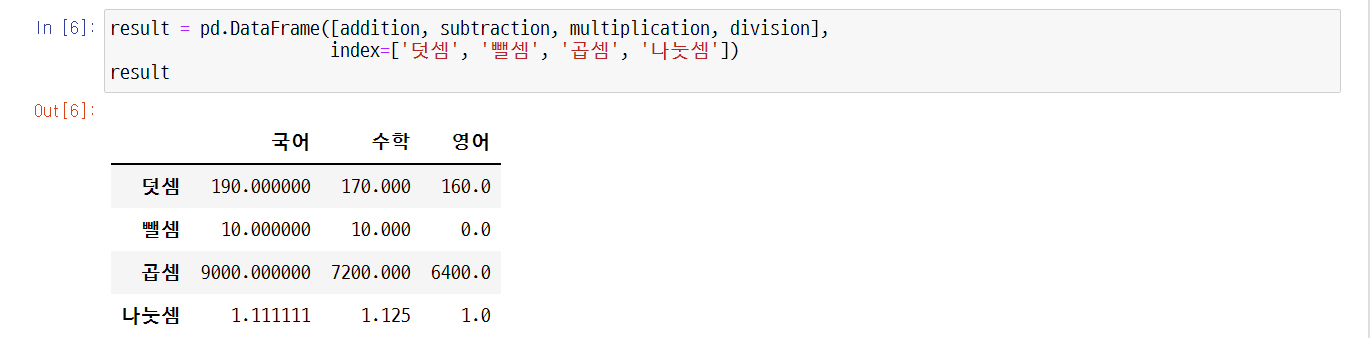 In [6]: result = pd.DataFrame([addition, subtraction, multiplication, division],
index=['덧셈', '뺄셈', '곱셈', '나눗셈'])
result
Out[6]:
국어 수학 영어
덧셈 190.000000 170.000 160.0
뺄셈 10.000000 10.000 0.0
곱셈 9000.000000 7200.000 6400.0
나눗셈 1.111111 1.125 1.0